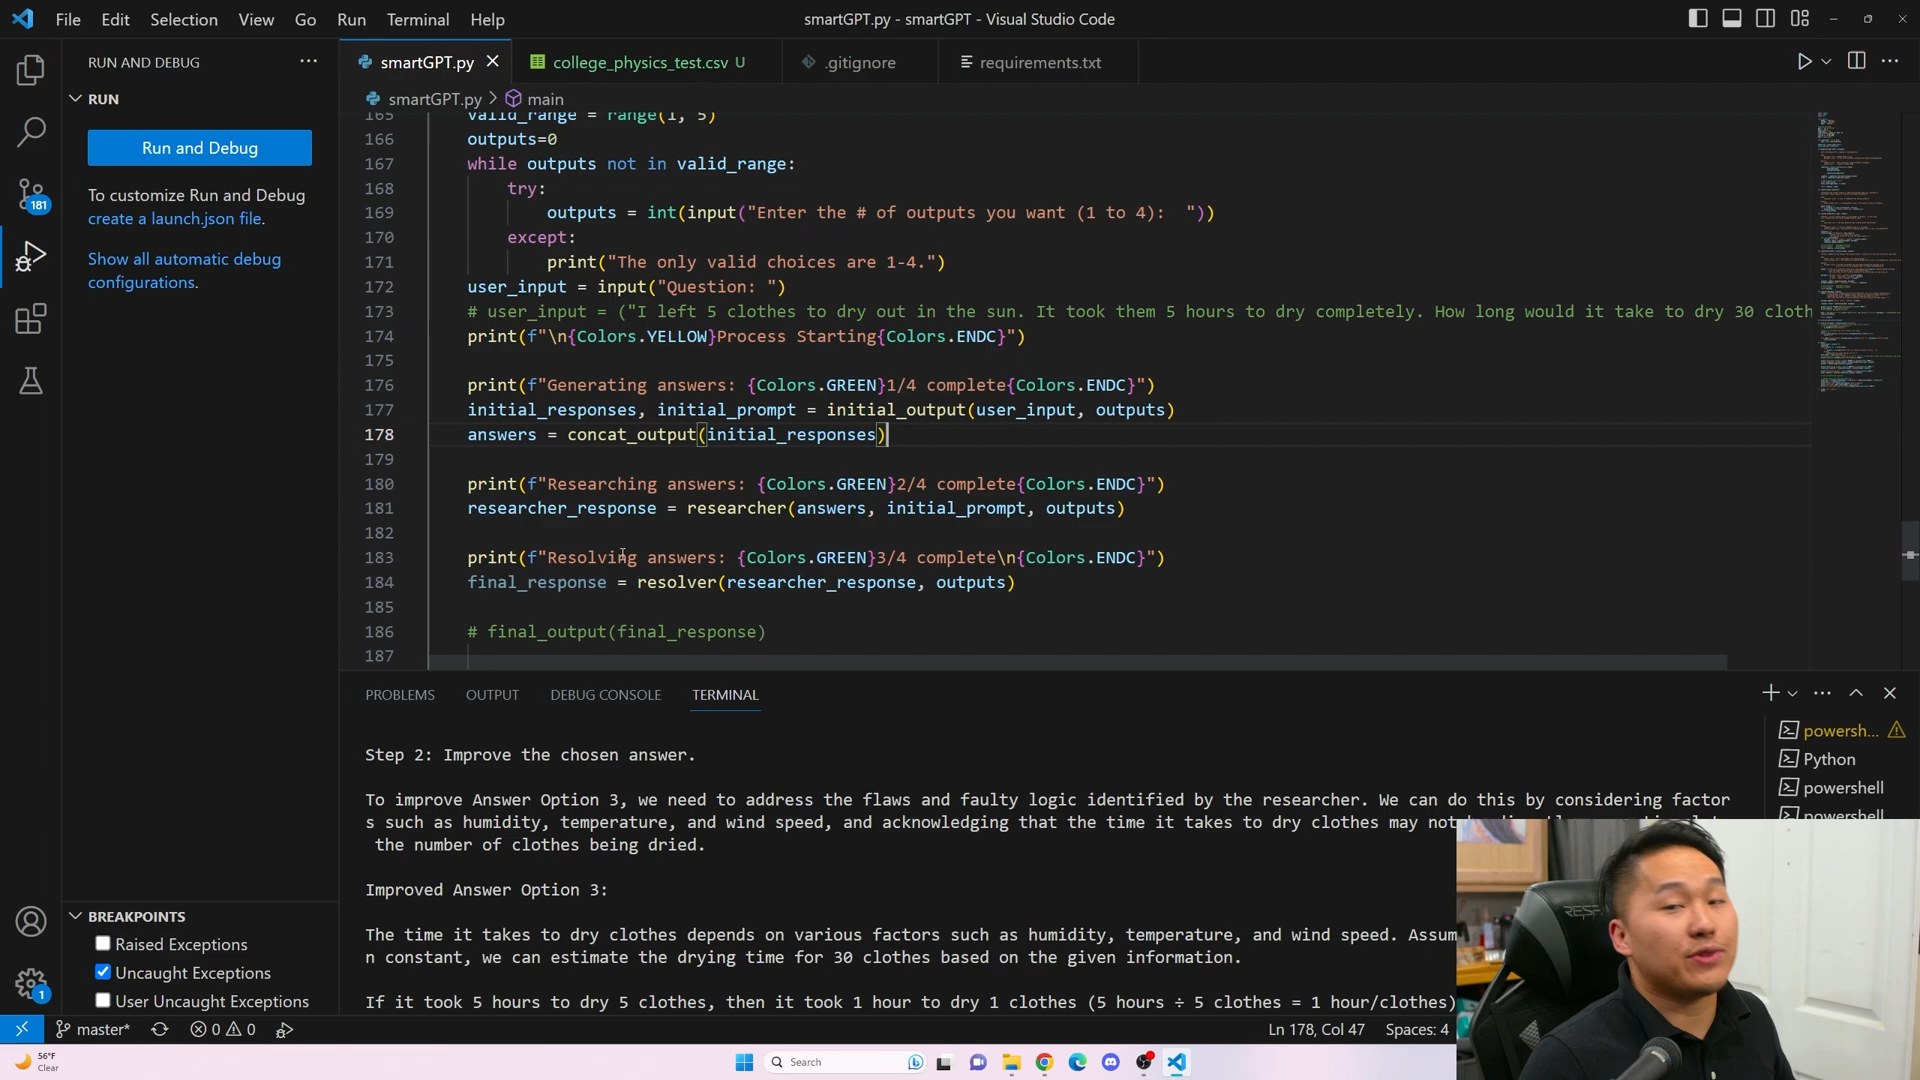 File Edit Selection View Go Run Terminal Help
smartGPT.py - smartGPT - Visual Studio Code
RUN AND DEBUG
RUN
Run and Debug
To customize Run and Debug
create a launch.json file.
Show all automatic debug
configurations.
181
smartGPT.py
college_physics_test.csv U
.gitignore
requirements.txt
smartGPT.py > main
165 valid_range = range(1, 5)
166 outputs=0
167 while outputs not in valid_range:
168 try:
169 outputs = int(input("Enter the # of outputs you want (1 to 4):  "))
170 except:
171 print("The only valid choices are 1-4.")
172 user_input = input("Question: ")
173 # user_input = ("I left 5 clothes to dry out in the sun. It took them 5 hours to dry completely. How long would it take to dry 30 cloth
174 print(f"\n{Colors.YELLOW}Process Starting{Colors.ENDC}")
175
176 print(f"Generating answers: {Colors.GREEN}1/4 complete{Colors.ENDC}")
177 initial_responses, initial_prompt = initial_output(user_input, outputs)
178 answers = concat_output(initial_responses)
179
180 print(f"Researching answers: {Colors.GREEN}2/4 complete{Colors.ENDC}")
181 researcher_response = researcher(answers, initial_prompt, outputs)
182
183 print(f"Resolving answers: {Colors.GREEN}3/4 complete\n{Colors.ENDC}")
184 final_response = resolver(researcher_response, outputs)
185
186 # final_output(final_response)
187
PROBLEMS OUTPUT DEBUG CONSOLE TERMINAL
Step 2: Improve the chosen answer.
To improve Answer Option 3, we need to address the flaws and faulty logic identified by the researcher. We can do this by considering factor
s such as humidity, temperature, and wind speed, and acknowledging that the time it takes to dry clothes may not
the number of clothes being dried.
Improved Answer Option 3:
The time it takes to dry clothes depends on various factors such as humidity, temperature, and wind speed. Assum
n constant, we can estimate the drying time for 30 clothes based on the given information.
If it took 5 hours to dry 5 clothes, then it took 1 hour to dry 1 clothes (5 hours ÷ 5 clothes = 1 hour/clothes)
powersh...
Python
powershell
powershell
BREAKPOINTS
Raised Exceptions
Uncaught Exceptions
User Uncaught Exceptions
1
master* 0 0
Ln 178, Col 47 Spaces: 4
56°F
Clear
Search